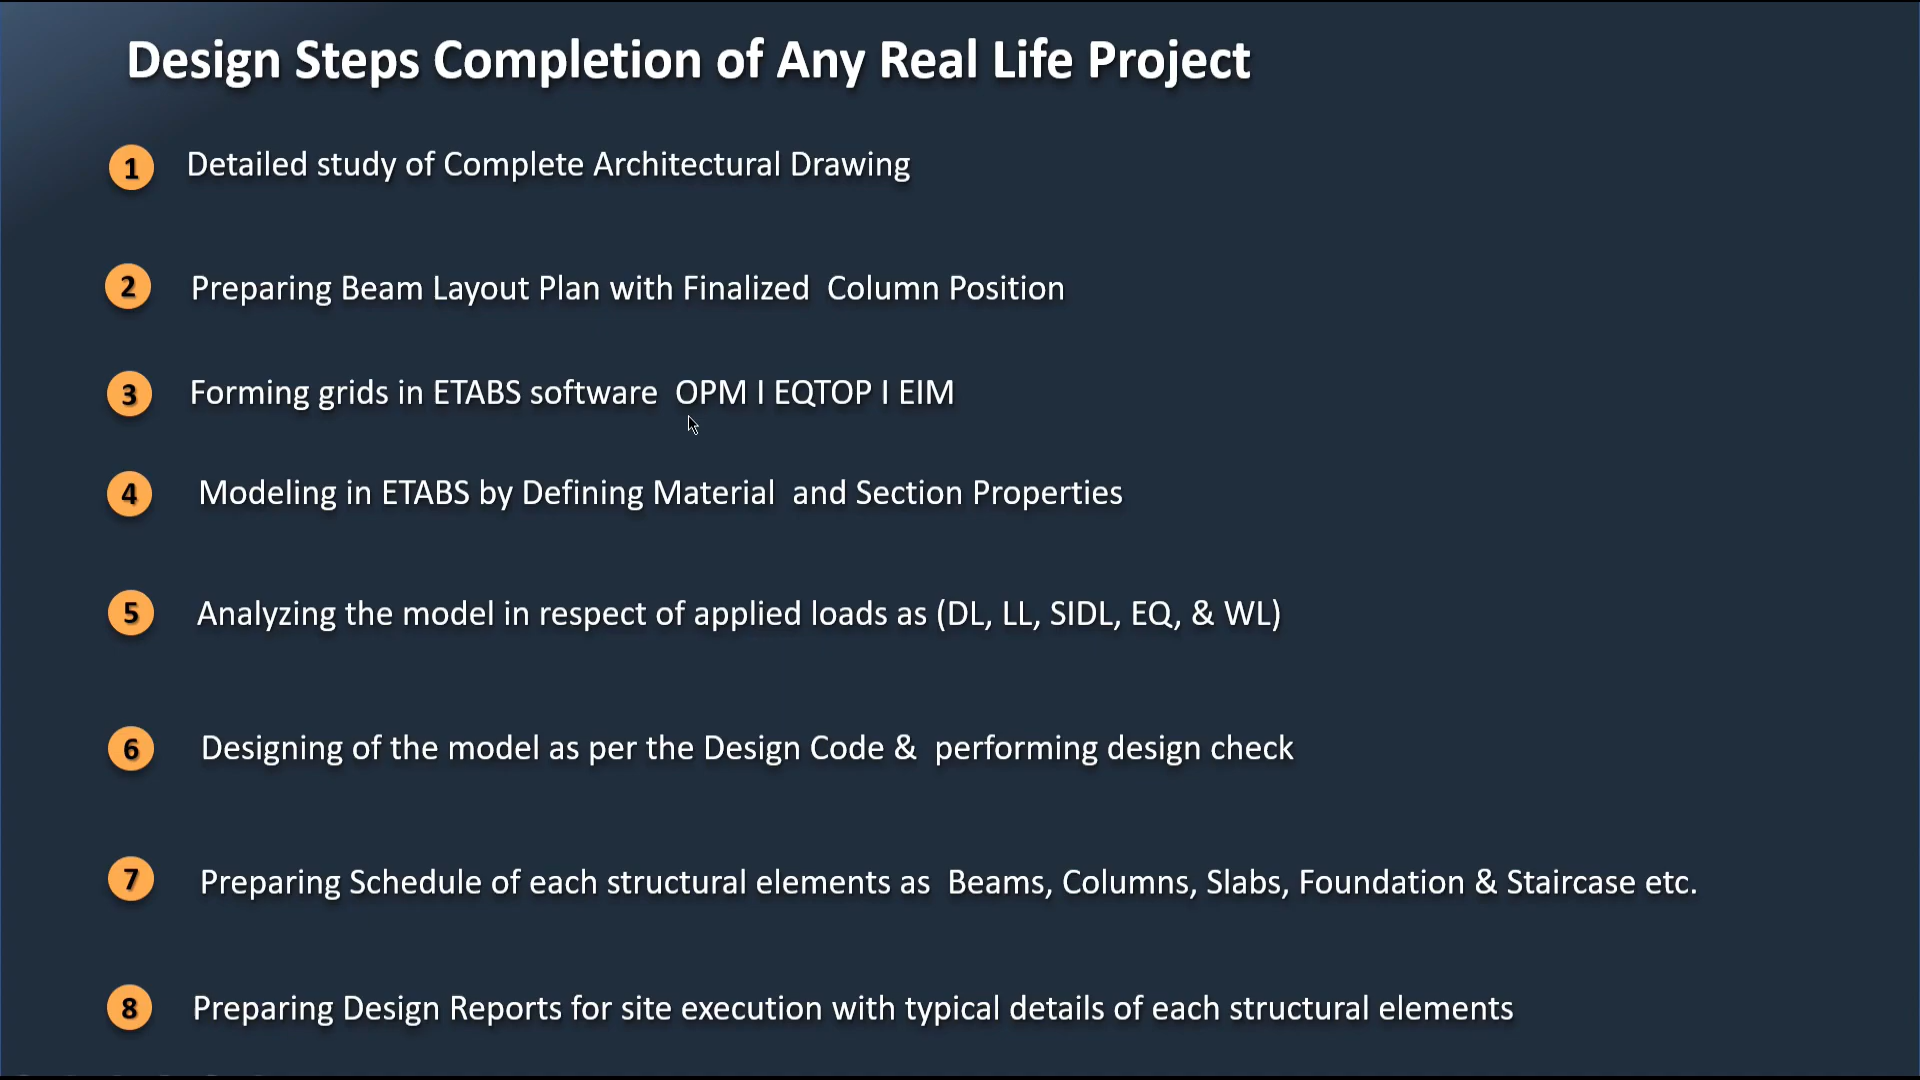 Design Steps Completion of Any Real Life Project
1 Detailed study of Complete Architectural Drawing
2 Preparing Beam Layout Plan with Finalized Column Position
3 Forming grids in ETABS software OPM I EQTOP I EIM
4 Modeling in ETABS by Defining Material and Section Properties
5 Analyzing the model in respect of applied loads as (DL, LL, SIDL, EQ, & WL)
6 Designing of the model as per the Design Code & performing design check
7 Preparing Schedule of each structural elements as Beams, Columns, Slabs, Foundation & Staircase etc.
8 Preparing Design Reports for site execution with typical details of each structural elements